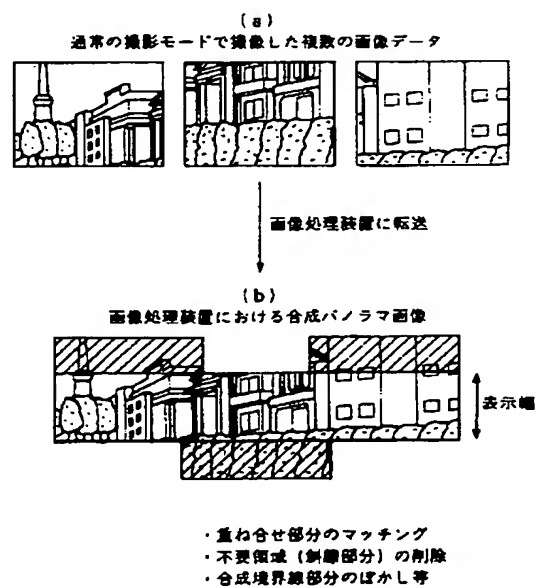 (a)
通常の撮影モードで撮像した複数の画像データ
画像処理装置に転送
(b)
画像処理装置における合成パノラマ画像
表示幅
・重ね合せ部分のマッチング
・不要領域(斜線部分)の削除
・合成境界線部分のぼかし等